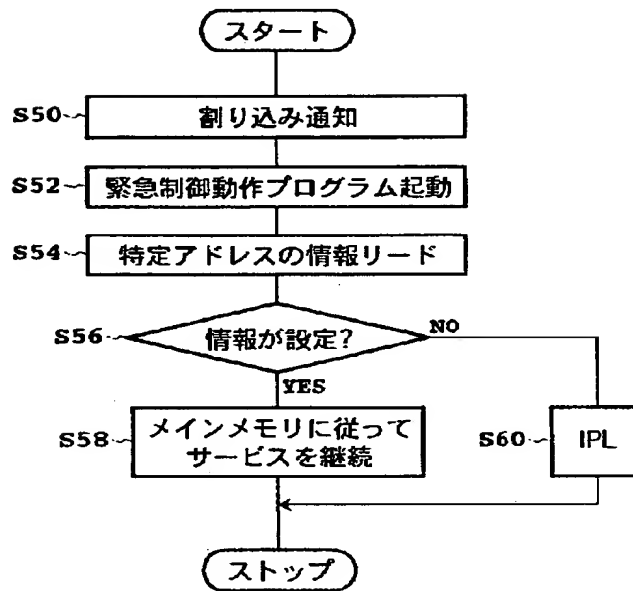 スタート
S50
割り込み通知
S52
緊急制御動作プログラム起動
S54
特定アドレスの情報リード
S56
情報が設定?
NO
YES
S58
メインメモリに従って
サービスを継続
S60
IPL
ストップ